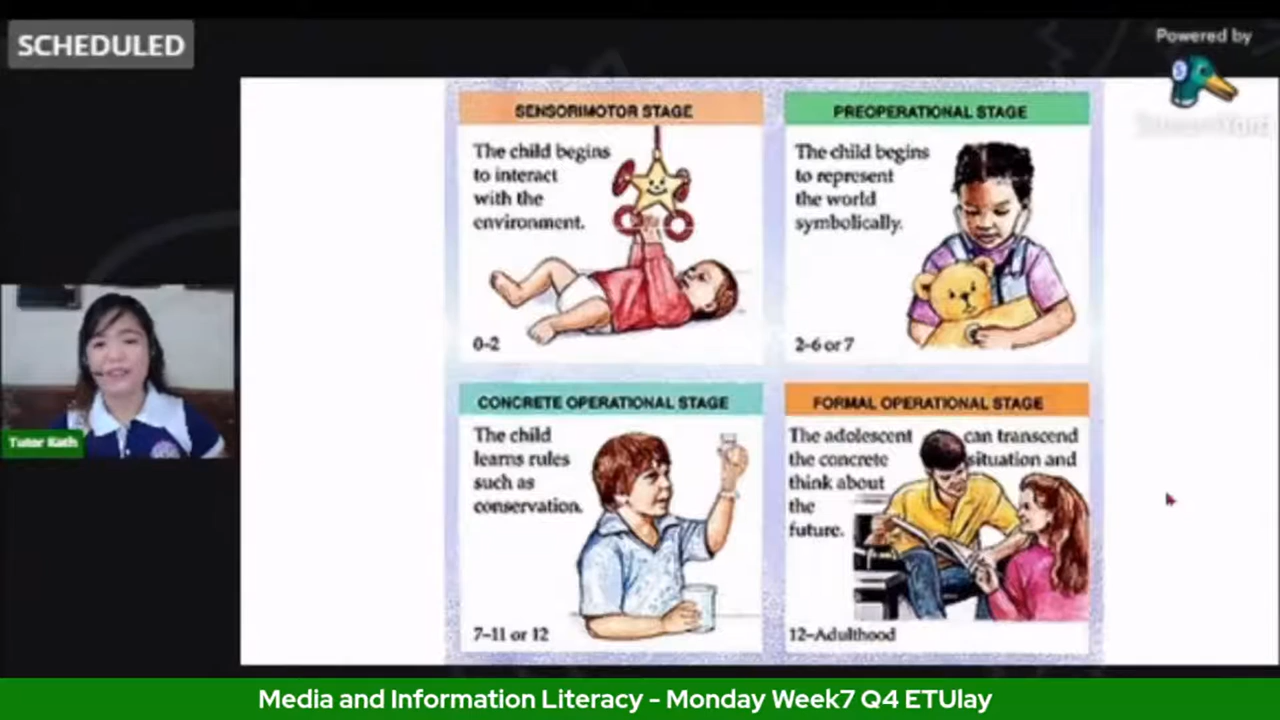 SCHEDULED
Powered by
SENSORIMOTOR STAGE
The child begins
to interact
with the
environment.
0-2
PREOPERATIONAL STAGE
The child begins
to represent
the world
symbolically.
2-6 or 7
Tutor Kath
CONCRETE OPERATIONAL STAGE
The child
learns rules
such as
conservation.
7-11 or 12
FORMAL OPERATIONAL STAGE
The adolescent can transcend
the concrete situation and
think about
the
future.
12-Adulthood
Media and Information Literacy - Monday Week7 Q4 ETUlay